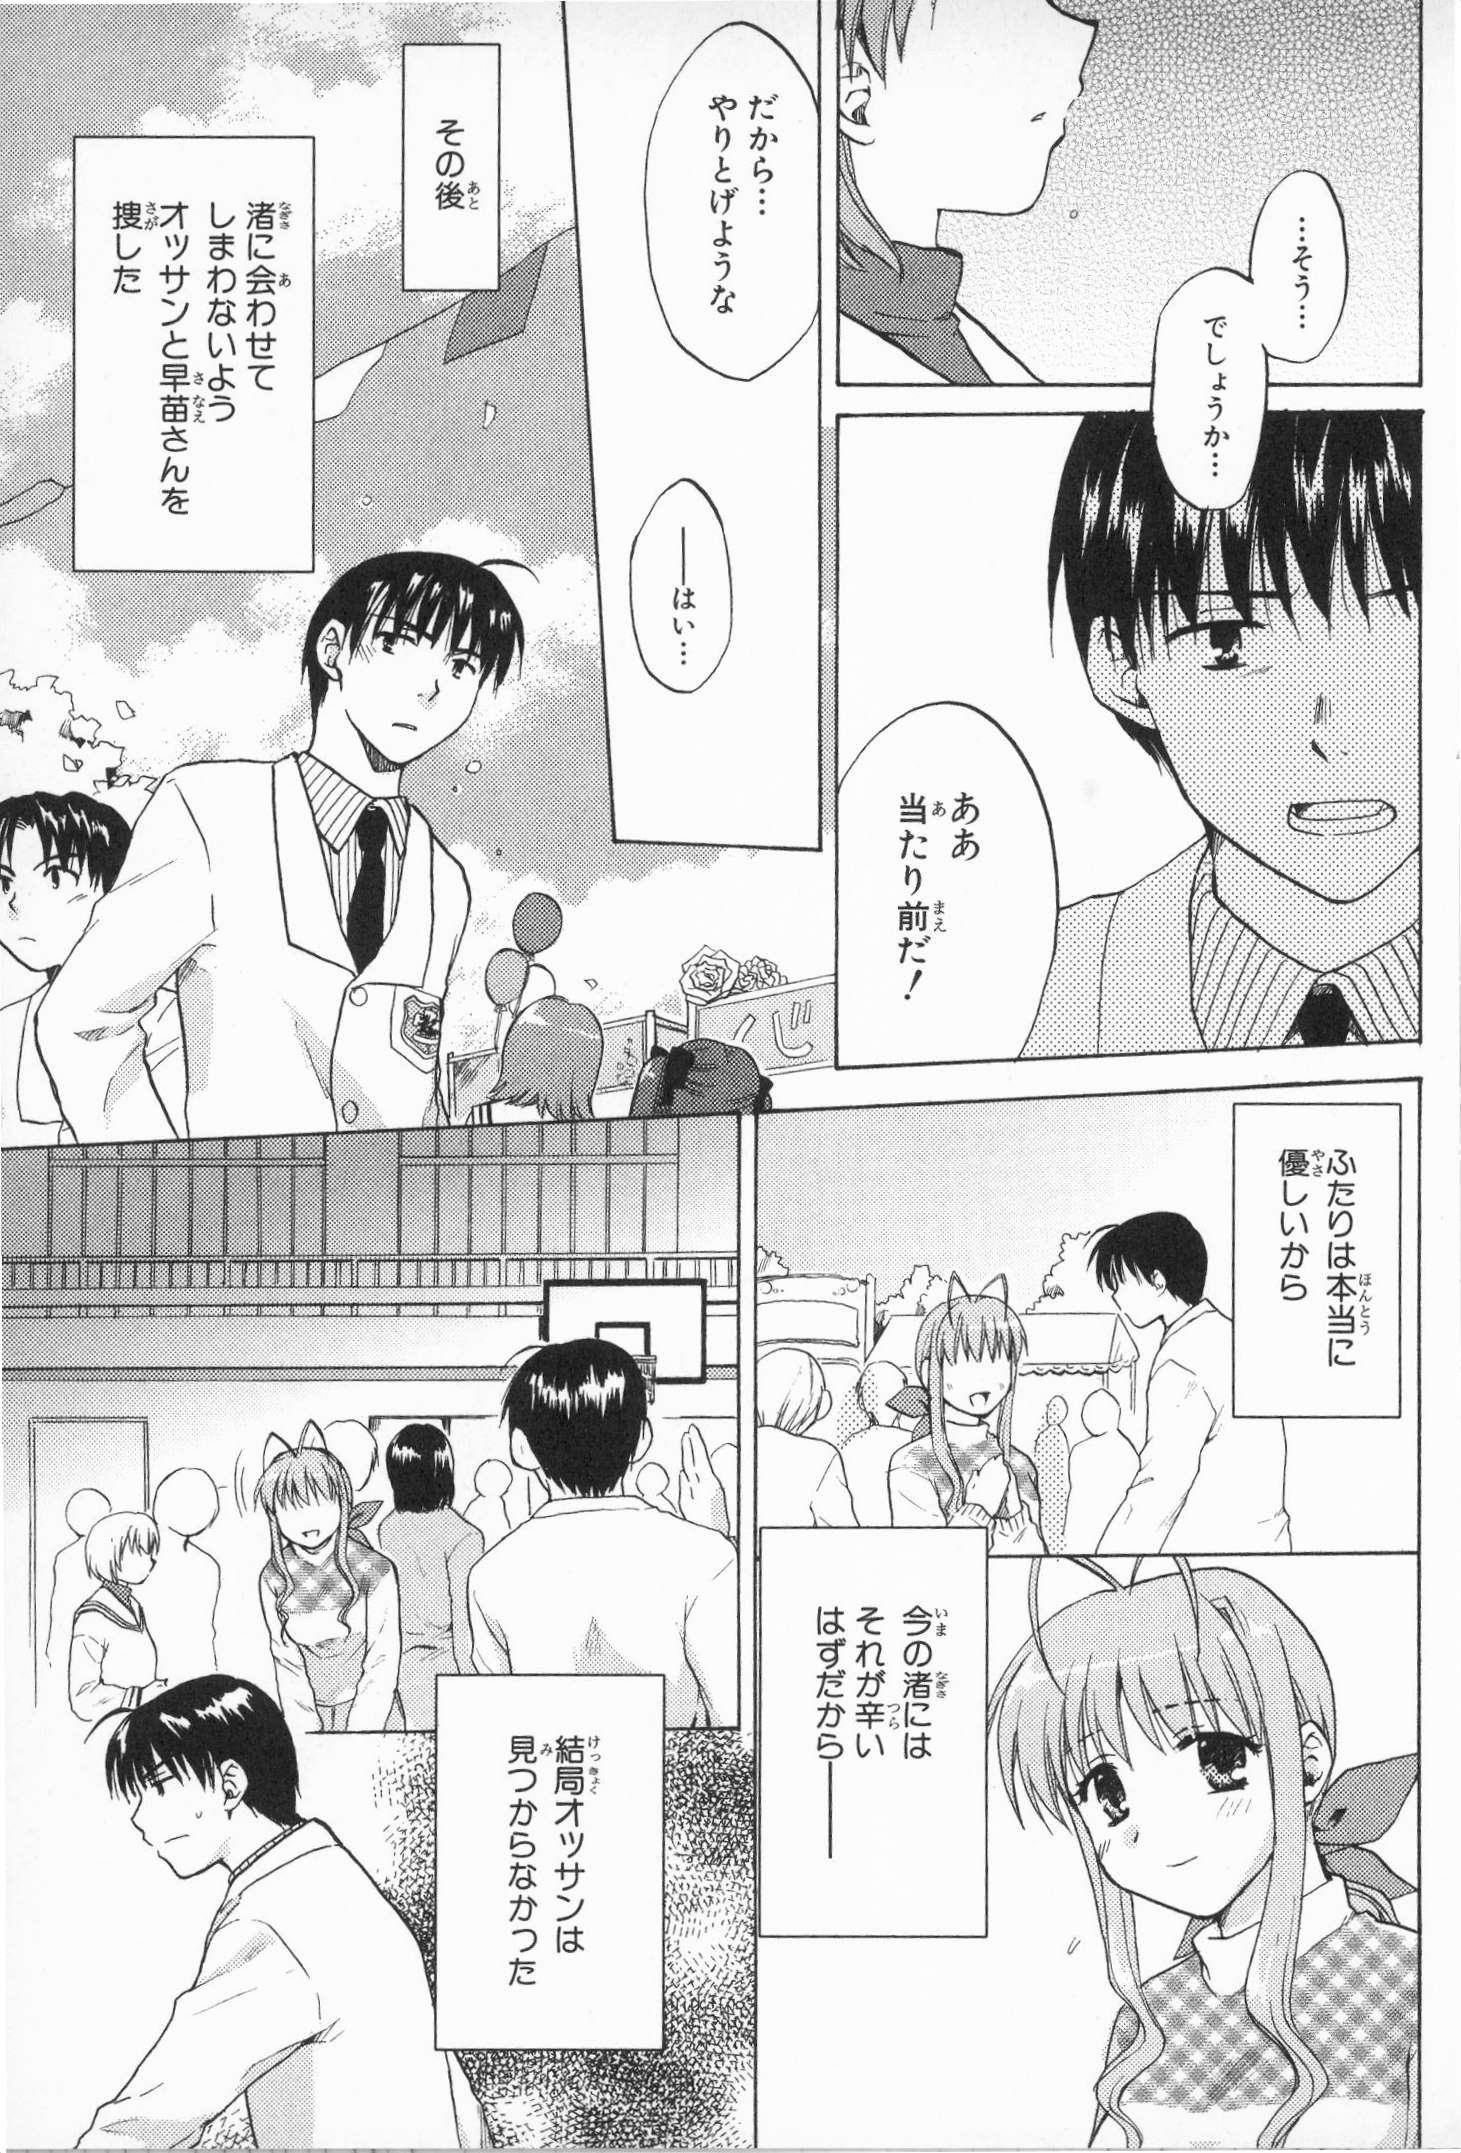 …そう…
でしょうか…
ああ
当たり前だ！
だから…
やりとげような
──はい…
その後
渚に会わせて
しまわないよう
オッサンと早苗さんを
捜した
くじ
ふたりは本当に
優しいから
今の渚には
それが辛い
はずだから──
結局オッサンは
見つからなかった